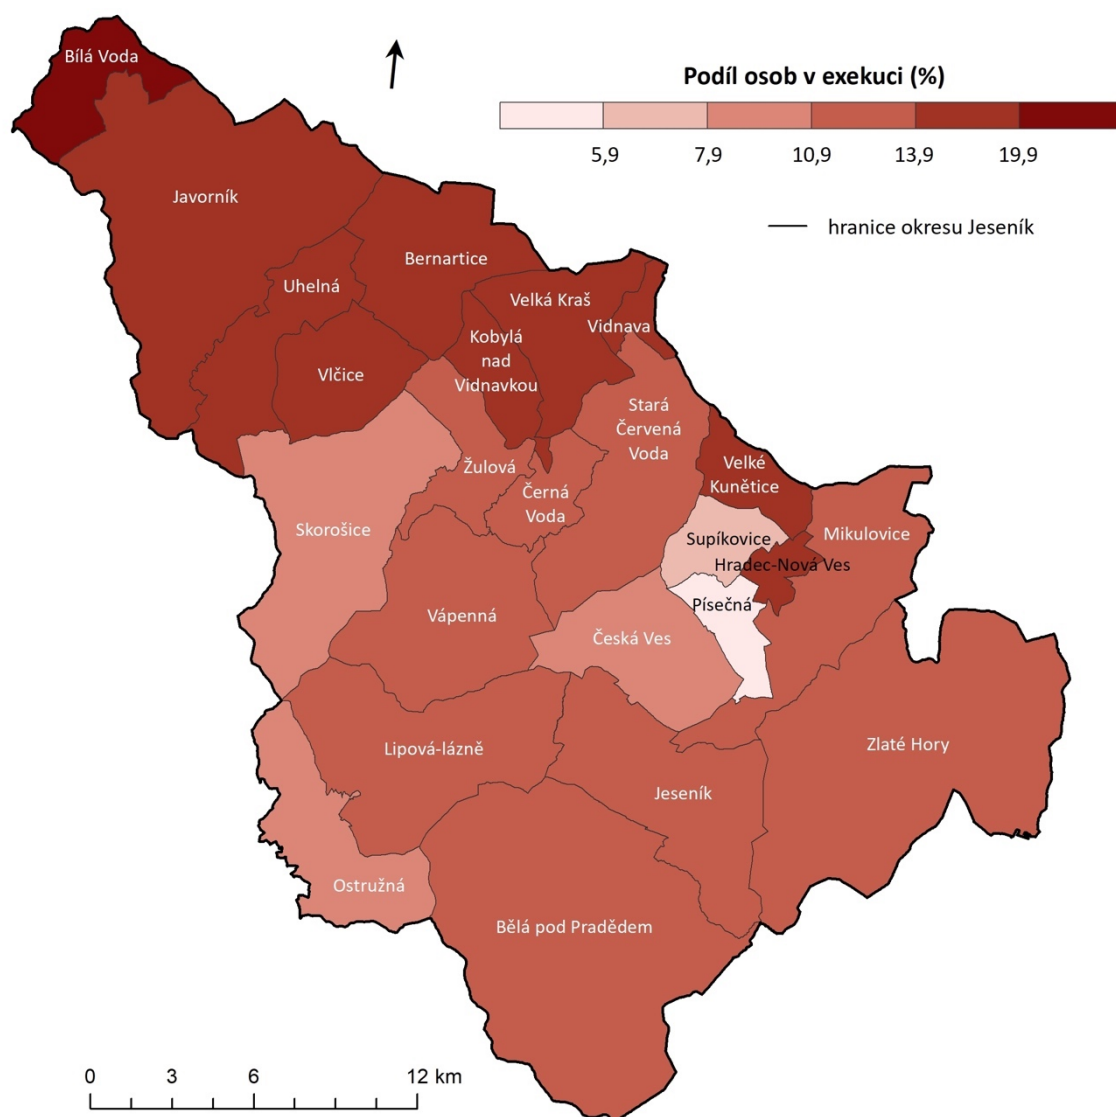 Bílá Voda
Podíl osob v exekuci (%)
5,9 7,9 10,9 13,9 19,9
hranice okresu Jeseník
Javorník
Bernartice
Uhelná
Velká Kraš
Vidnava
Kobylá
nad
Vidnavkou
Vlčice
Stará
Červená
Voda
Žulová
Velké
Kunětice
Černá
Voda
Skorošice
Supíkovice
Mikulovice
Hradec-Nová Ves
Písečná
Vápenná
Česká Ves
Lipová-lázně
Zlaté Hory
Jeseník
Ostružná
Bělá pod Pradědem
0 3 6 12 km